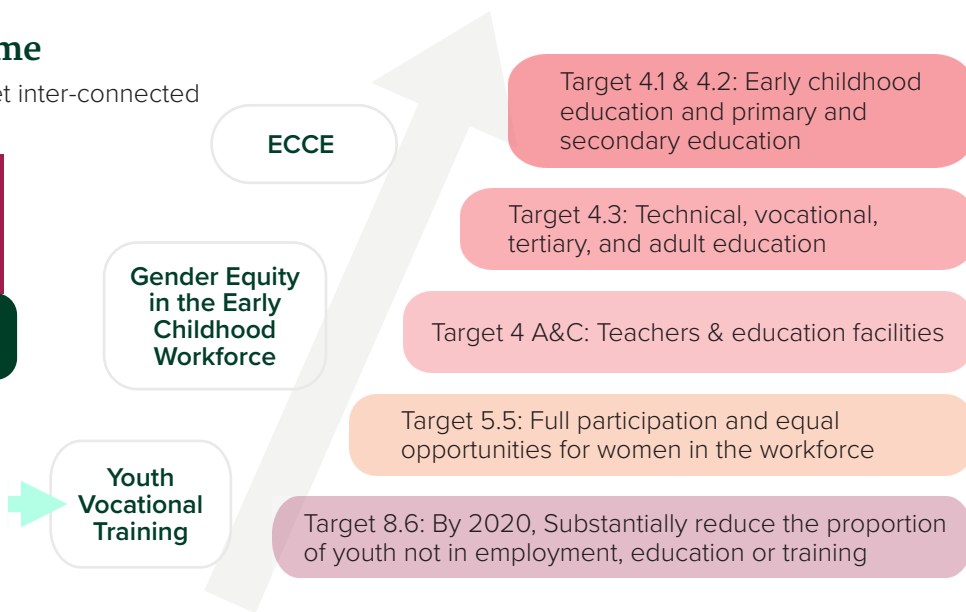 inter-connected
ECCE
Gender Equity
in the Early
Childhood
Workforce
Youth
Vocational
Training
Target 4.1 & 4.2: Early childhood
education and primary and
secondary education
Target 4.3: Technical, vocational,
tertiary, and adult education
Target 4 A&C: Teachers & education facilities
Target 5.5: Full participation and equal
opportunities for women in the workforce
Target 8.6: By 2020, Substantially reduce the proportion
of youth not in employment, education or training